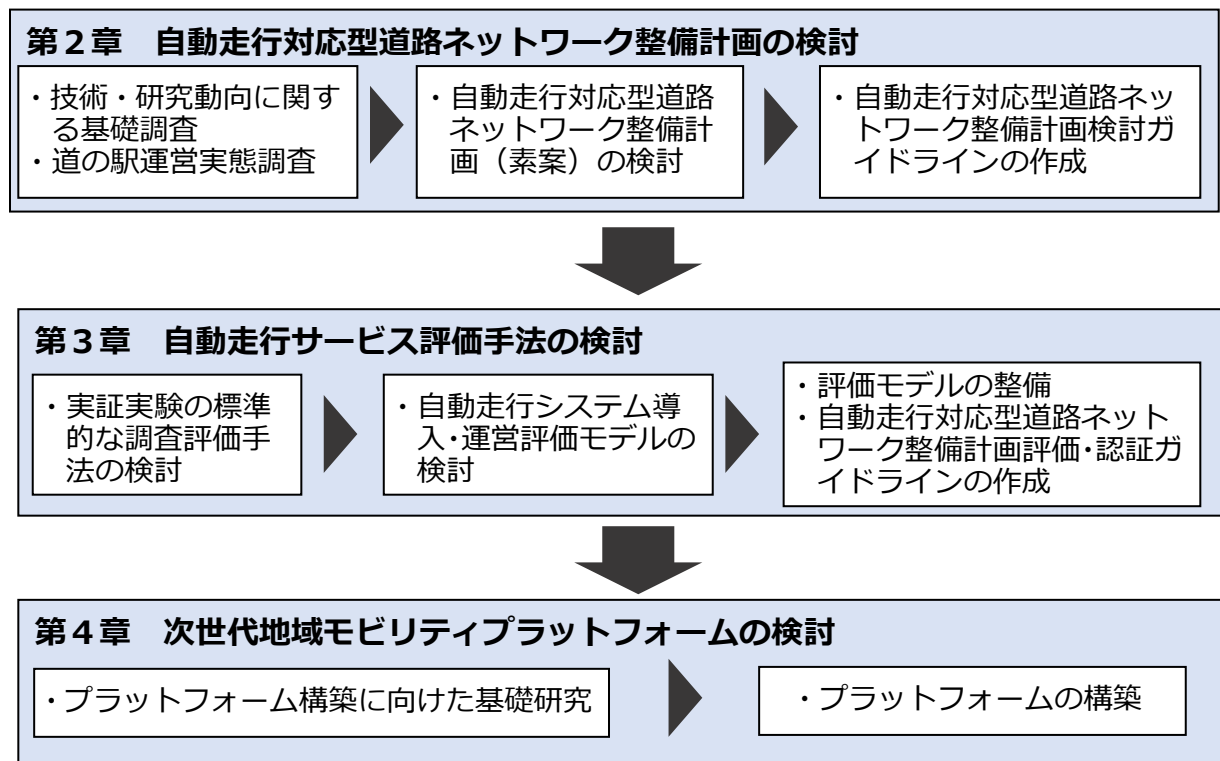 第２章　自動走行対応型道路ネットワーク整備計画の検討
・技術・研究動向に関す
る基礎調査
・道の駅運営実態調査
・自動走行対応型道路
ネットワーク整備計
画（素案）の検討
・自動走行対応型道路ネッ
トワーク整備計画検討ガ
イドラインの作成
第３章　自動走行サービス評価手法の検討
・実証実験の標準
的な調査評価手
法の検討
・自動走行システム導
入・運営評価モデルの
検討
・評価モデルの整備
・自動走行対応型道路ネット
ワーク整備計画評価・認証ガ
イドラインの作成
第４章　次世代地域モビリティプラットフォームの検討
・プラットフォーム構築に向けた基礎研究
・プラットフォームの構築